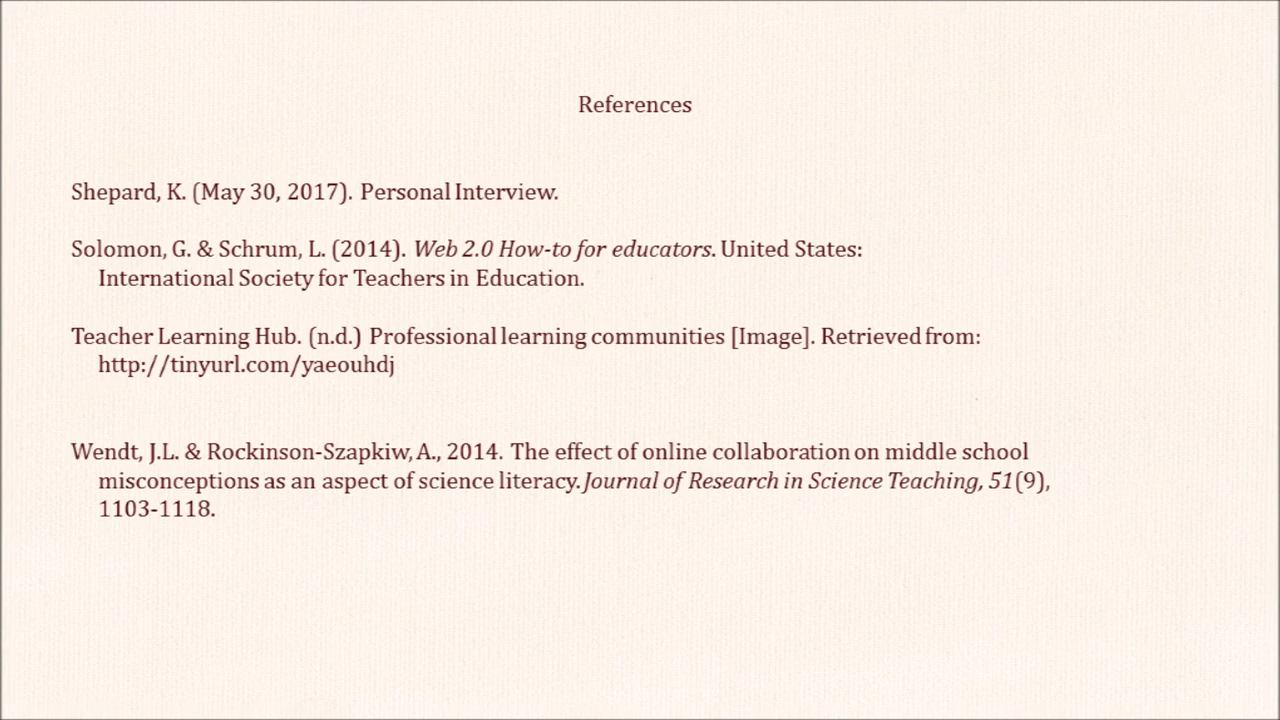 References
Shepard, K. (May 30, 2017). Personal Interview.
Solomon, G. & Schrum, L. (2014). Web 2.0 How-to for educators. United States:
International Society for Teachers in Education.
Teacher Learning Hub. (n.d.) Professional learning communities [Image]. Retrieved from:
http://tinyurl.com/yaeouhdj
Wendt, J.L. & Rockinson-Szapkiw, A., 2014. The effect of online collaboration on middle school
misconceptions as an aspect of science literacy. Journal of Research in Science Teaching, 51(9),
1103-1118.